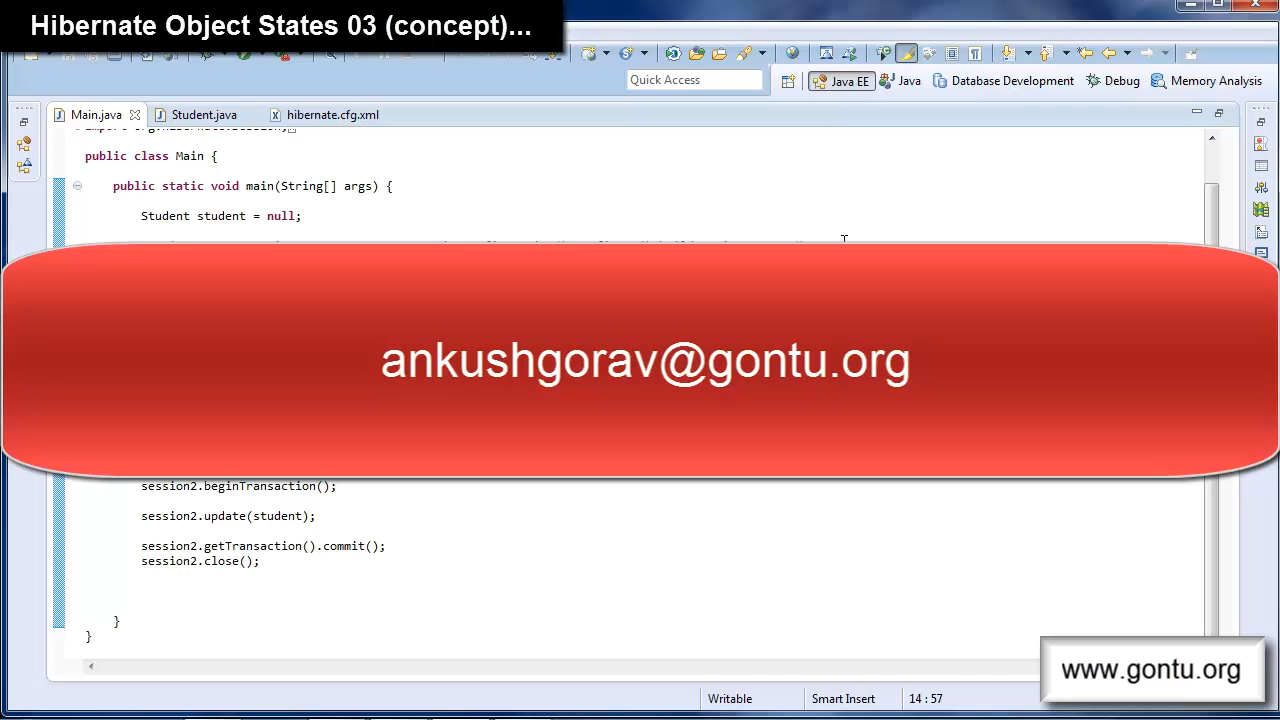 Hibernate Object States 03 (concept)...
Quick Access
Java EE
Java
Database Development
Debug
Memory Analysis
Main.java
Student.java
hibernate.cfg.xml
public class Main {
public static void main(String[] args) {
Student student = null;
ankushgorav@gontu.org
session2.beginTransaction();
session2.update(student);
session2.getTransaction().commit();
session2.close();
}
}
www.gontu.org
Writable
Smart Insert
14 : 57